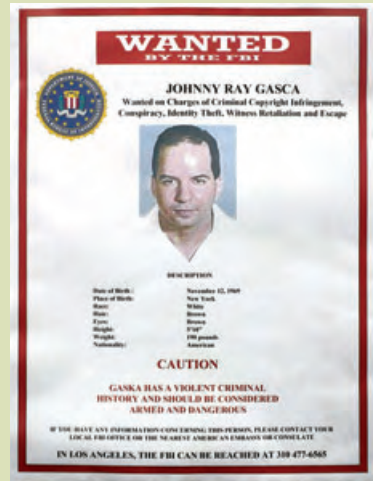 WANTED
BY THE FBI
JOHNNY RAY GASCA
Wanted on Charges of Criminal Copyright Infringement,
Conspiracy, Identity Theft, Witness Retaliation and Escape
DESCRIPTION
Date of Birth: November 12, 1969
Place of Birth: New York
Race: White
Hair: Brown
Eyes: Brown
Height: 5'10"
Weight: 190 pounds
Nationality: American
CAUTION
GASKA HAS A VIOLENT CRIMINAL
HISTORY AND SHOULD BE CONSIDERED
ARMED AND DANGEROUS
IF YOU HAVE ANY INFORMATION CONCERNING THIS PERSON, PLEASE CONTACT YOUR
LOCAL FBI OFFICE OR THE NEAREST AMERICAN EMBASSY OR CONSULATE
IN LOS ANGELES, THE FBI CAN BE REACHED AT 310 477-6565